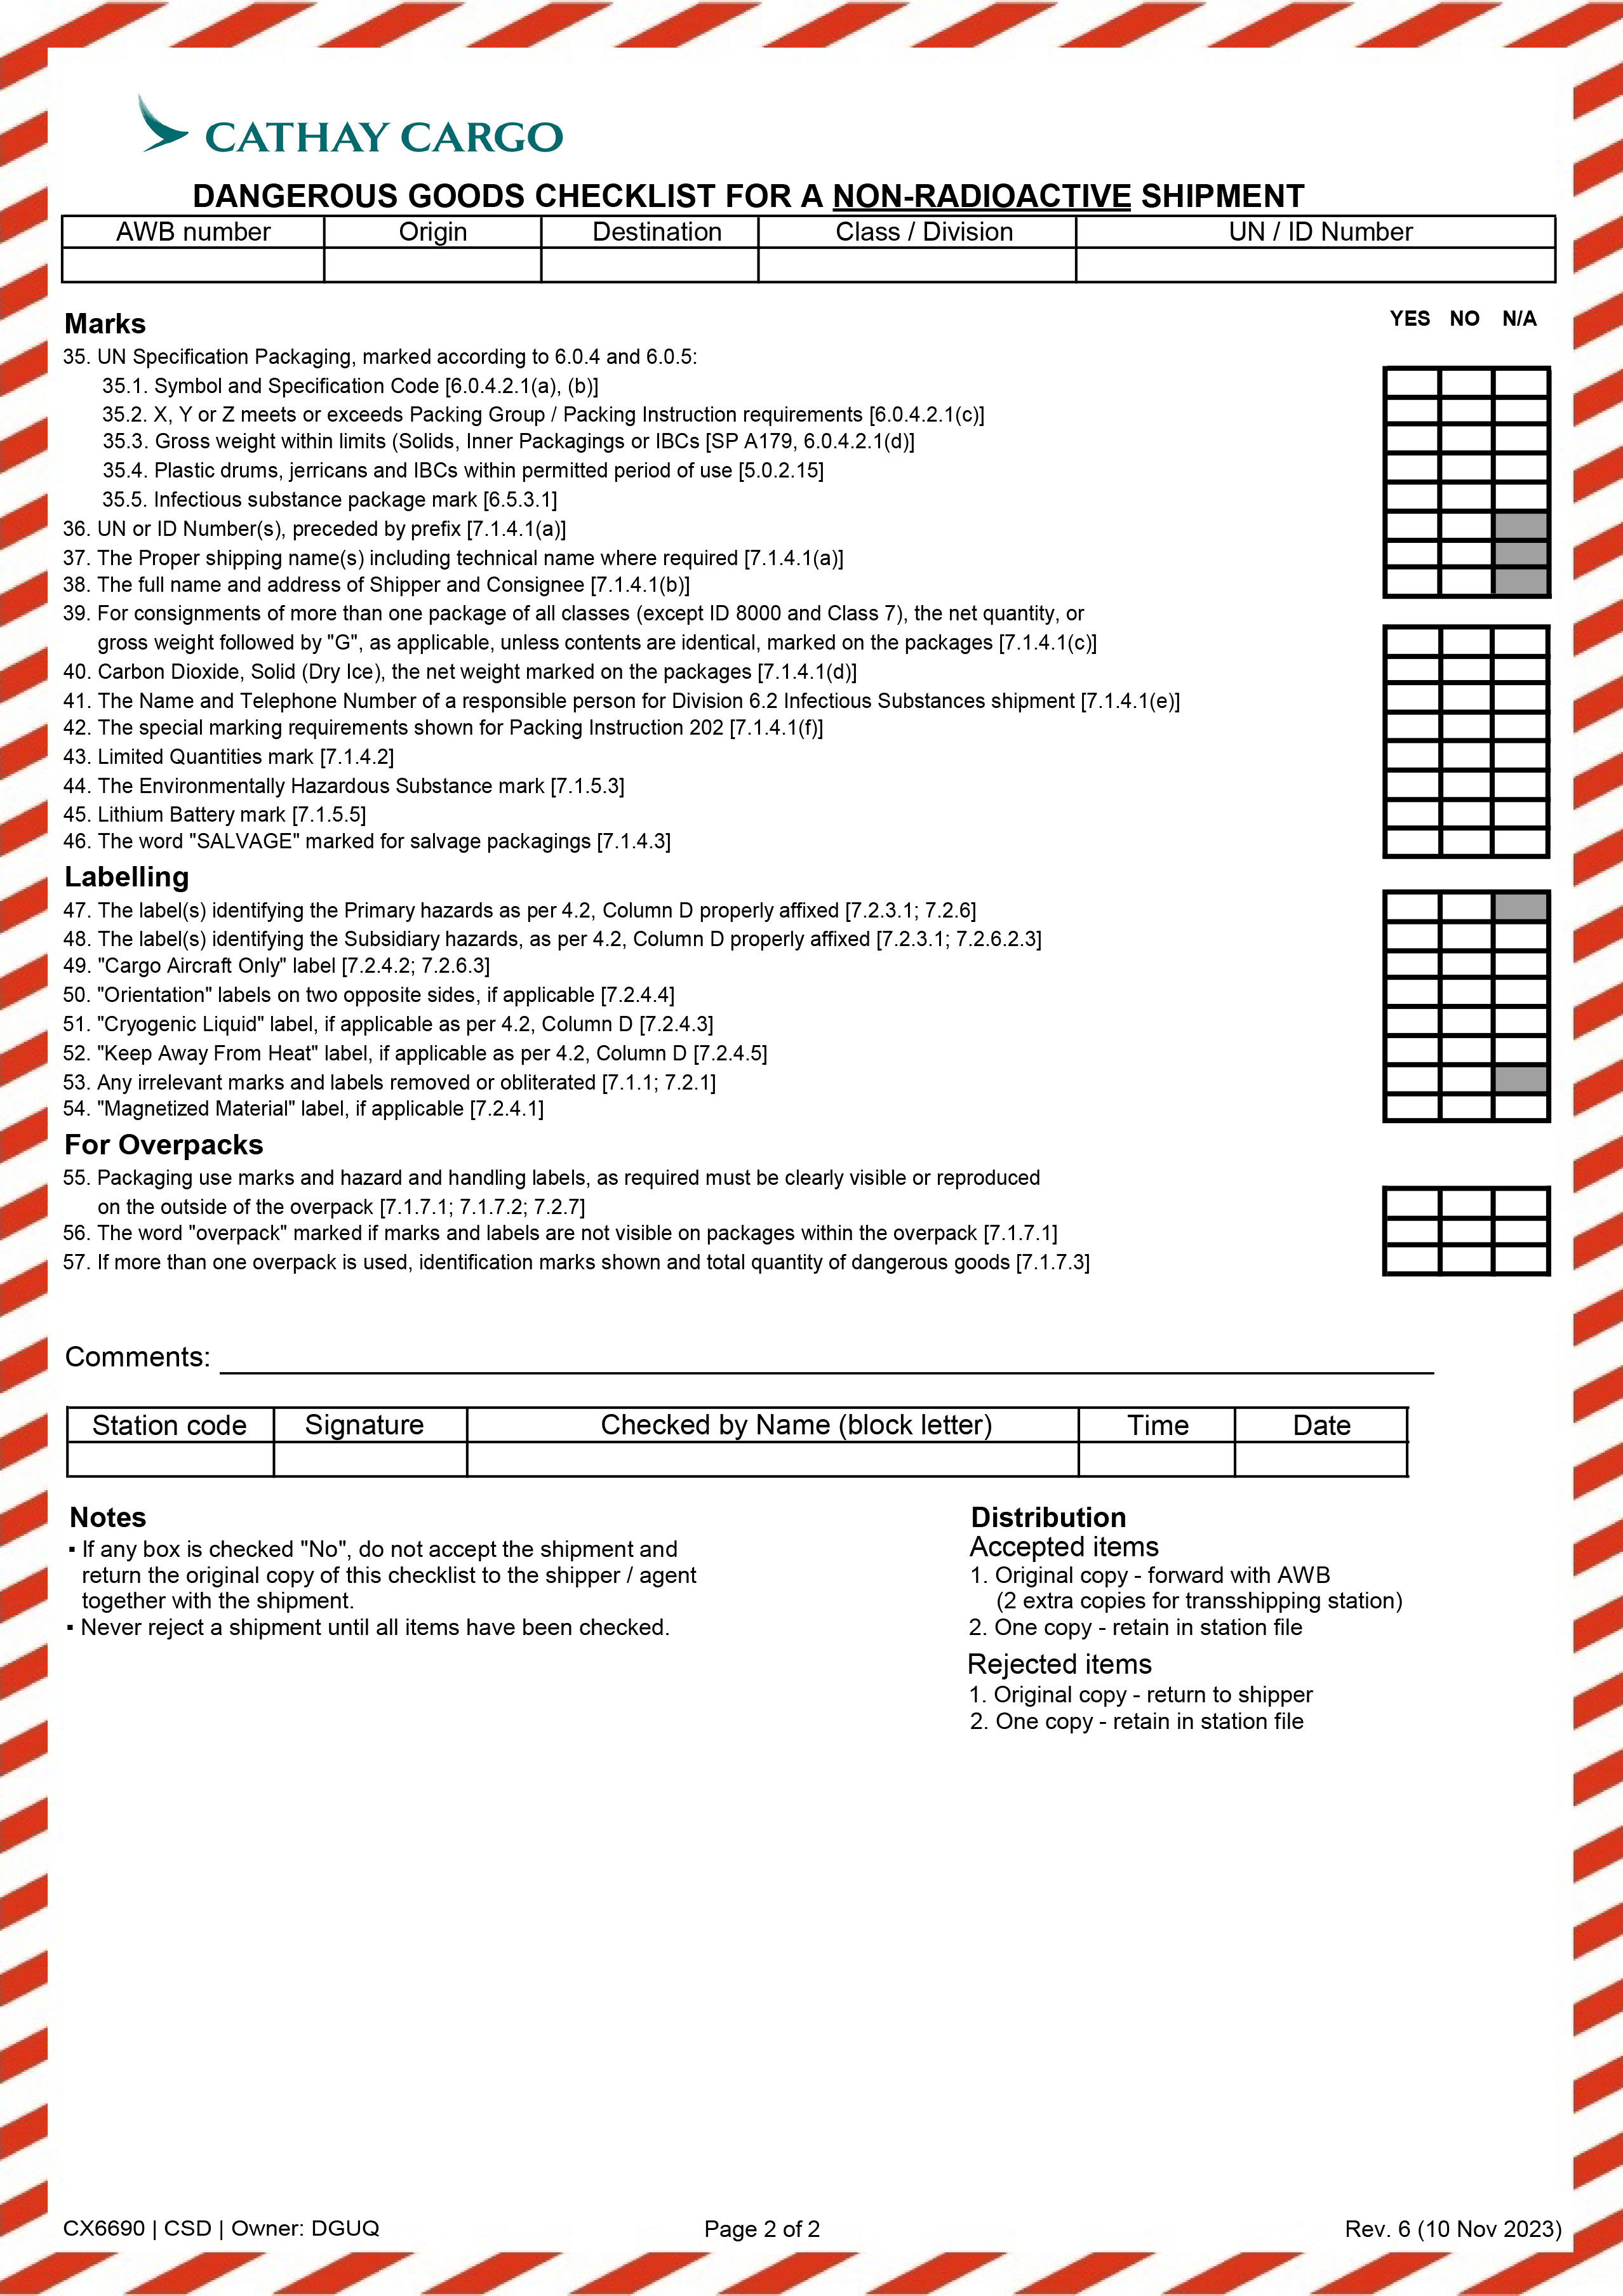 CATHAY CARGO
DANGEROUS GOODS CHECKLIST FOR A NON-RADIOACTIVE SHIPMENT
AWB number Origin Destination Class / Division UN / ID Number
Marks YES NO N/A
35. UN Specification Packaging, marked according to 6.0.4 and 6.0.5:
35.1. Symbol and Specification Code [6.0.4.2.1(a), (b)]
35.2. X, Y or Z meets or exceeds Packing Group / Packing Instruction requirements [6.0.4.2.1(c)]
35.3. Gross weight within limits (Solids, Inner Packagings or IBCs [SP A179, 6.0.4.2.1(d)]
35.4. Plastic drums, jerricans and IBCs within permitted period of use [5.0.2.15]
35.5. Infectious substance package mark [6.5.3.1]
36. UN or ID Number(s), preceded by prefix [7.1.4.1(a)]
37. The Proper shipping name(s) including technical name where required [7.1.4.1(a)]
38. The full name and address of Shipper and Consignee [7.1.4.1(b)]
39. For consignments of more than one package of all classes (except ID 8000 and Class 7), the net quantity, or
gross weight followed by "G", as applicable, unless contents are identical, marked on the packages [7.1.4.1(c)]
40. Carbon Dioxide, Solid (Dry Ice), the net weight marked on the packages [7.1.4.1(d)]
41. The Name and Telephone Number of a responsible person for Division 6.2 Infectious Substances shipment [7.1.4.1(e)]
42. The special marking requirements shown for Packing Instruction 202 [7.1.4.1(f)]
43. Limited Quantities mark [7.1.4.2]
44. The Environmentally Hazardous Substance mark [7.1.5.3]
45. Lithium Battery mark [7.1.5.5]
46. The word "SALVAGE" marked for salvage packagings [7.1.4.3]
Labelling
47. The label(s) identifying the Primary hazards as per 4.2, Column D properly affixed [7.2.3.1; 7.2.6]
48. The label(s) identifying the Subsidiary hazards, as per 4.2, Column D properly affixed [7.2.3.1; 7.2.6.2.3]
49. "Cargo Aircraft Only" label [7.2.4.2; 7.2.6.3]
50. "Orientation" labels on two opposite sides, if applicable [7.2.4.4]
51. "Cryogenic Liquid" label, if applicable as per 4.2, Column D [7.2.4.3]
52. "Keep Away From Heat" label, if applicable as per 4.2, Column D [7.2.4.5]
53. Any irrelevant marks and labels removed or obliterated [7.1.1; 7.2.1]
54. "Magnetized Material" label, if applicable [7.2.4.1]
For Overpacks
55. Packaging use marks and hazard and handling labels, as required must be clearly visible or reproduced
on the outside of the overpack [7.1.7.1; 7.1.7.2; 7.2.7]
56. The word "overpack" marked if marks and labels are not visible on packages within the overpack [7.1.7.1]
57. If more than one overpack is used, identification marks shown and total quantity of dangerous goods [7.1.7.3]
Comments:
Station code Signature Checked by Name (block letter) Time Date
Notes
▪ If any box is checked "No", do not accept the shipment and
return the original copy of this checklist to the shipper / agent
together with the shipment.
▪ Never reject a shipment until all items have been checked.
Distribution
Accepted items
1. Original copy - forward with AWB
(2 extra copies for transshipping station)
2. One copy - retain in station file
Rejected items
1. Original copy - return to shipper
2. One copy - retain in station file
CX6690 | CSD | Owner: DGUQ Page 2 of 2 Rev. 6 (10 Nov 2023)